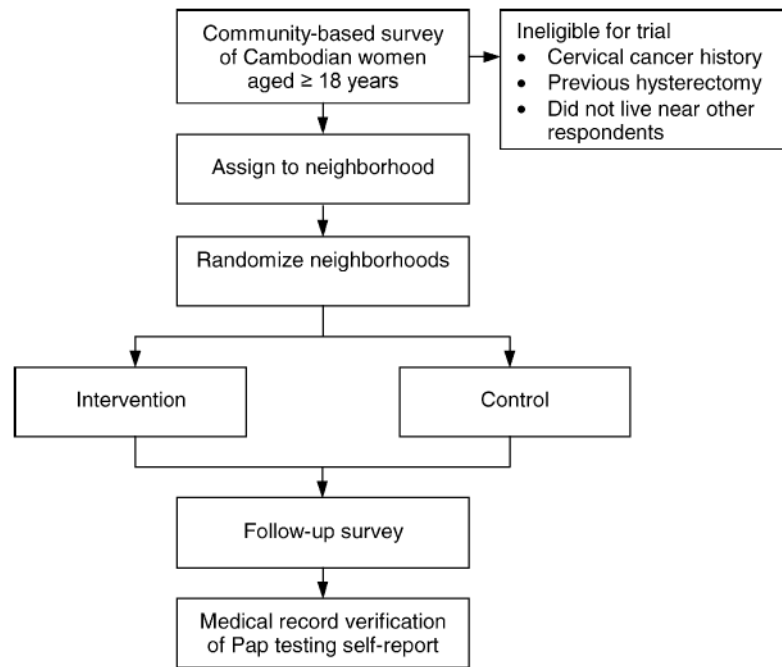 Community-based survey
of Cambodian women
aged ≥ 18 years
Ineligible for trial
• Cervical cancer history
• Previous hysterectomy
• Did not live near other
respondents
Assign to neighborhood
Randomize neighborhoods
Intervention
Control
Follow-up survey
Medical record verification
of Pap testing self-report